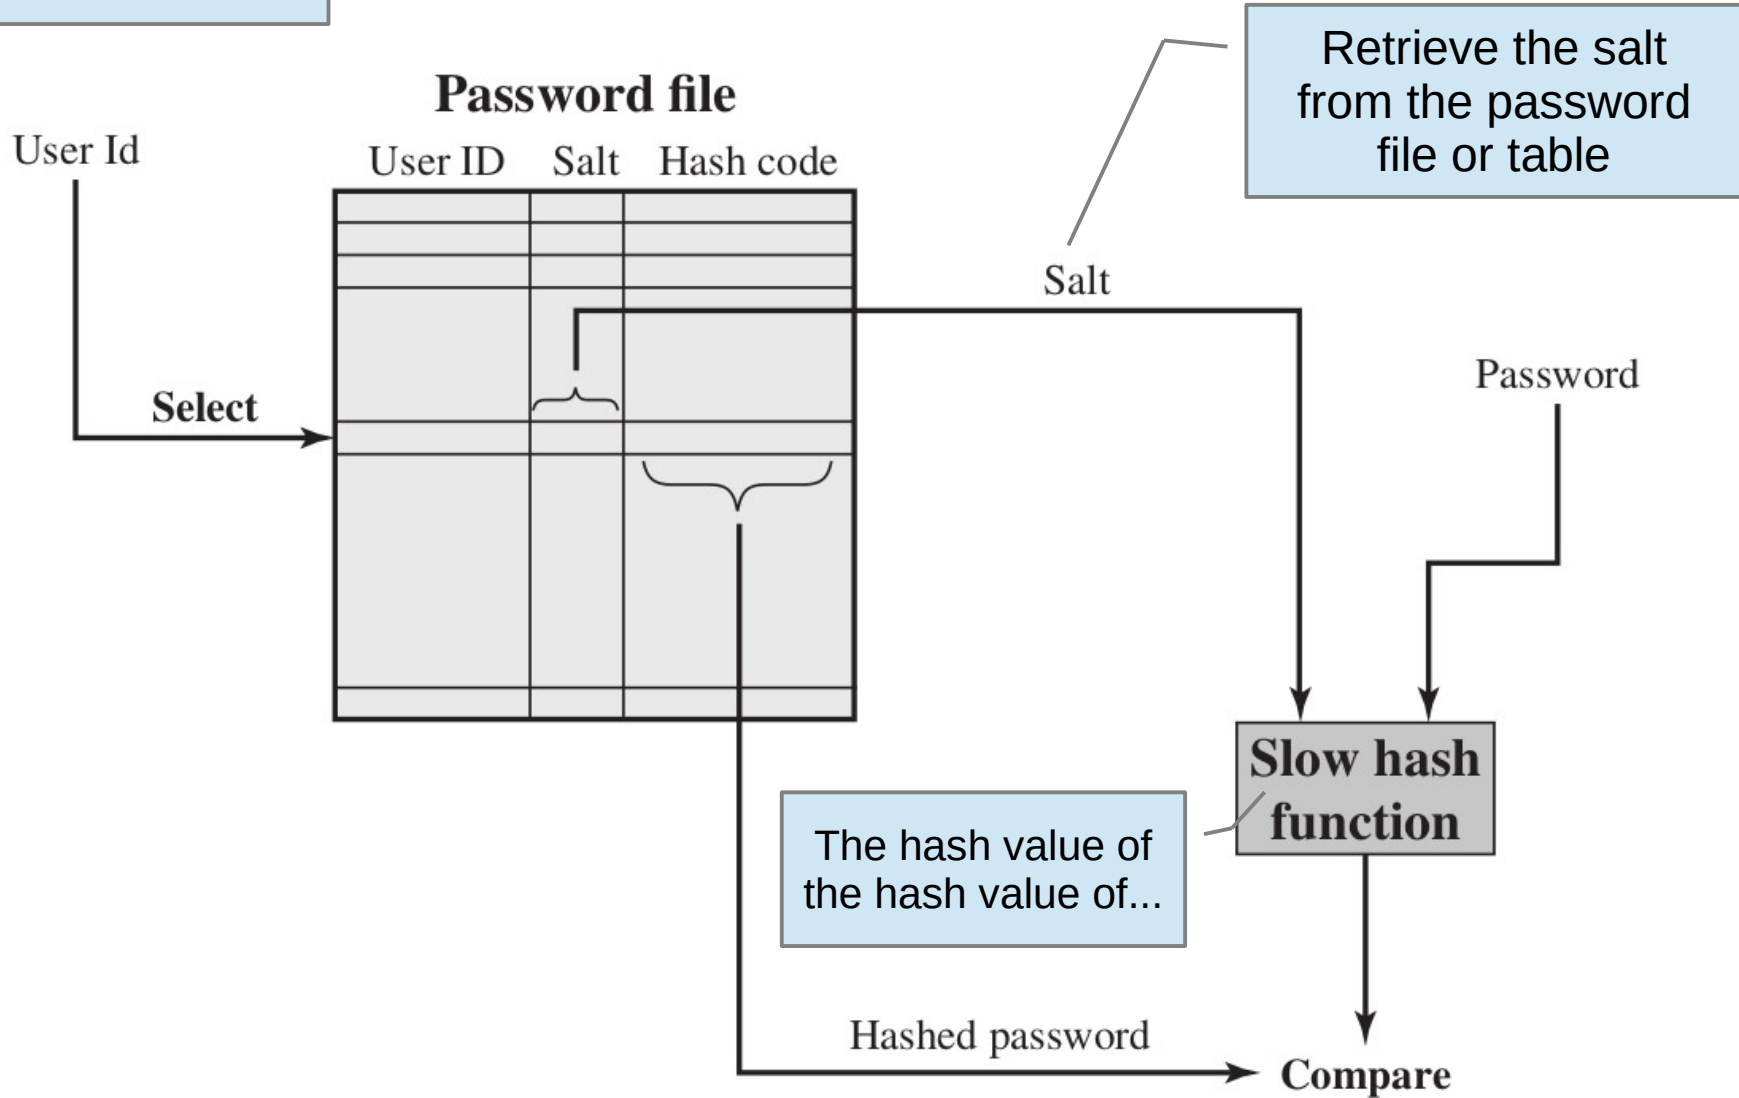 Retrieve the salt
from the password
file or table
Password file
User Id
User ID Salt Hash code
Salt
Password
Select
Slow hash
function
The hash value of
the hash value of...
Hashed password
Compare